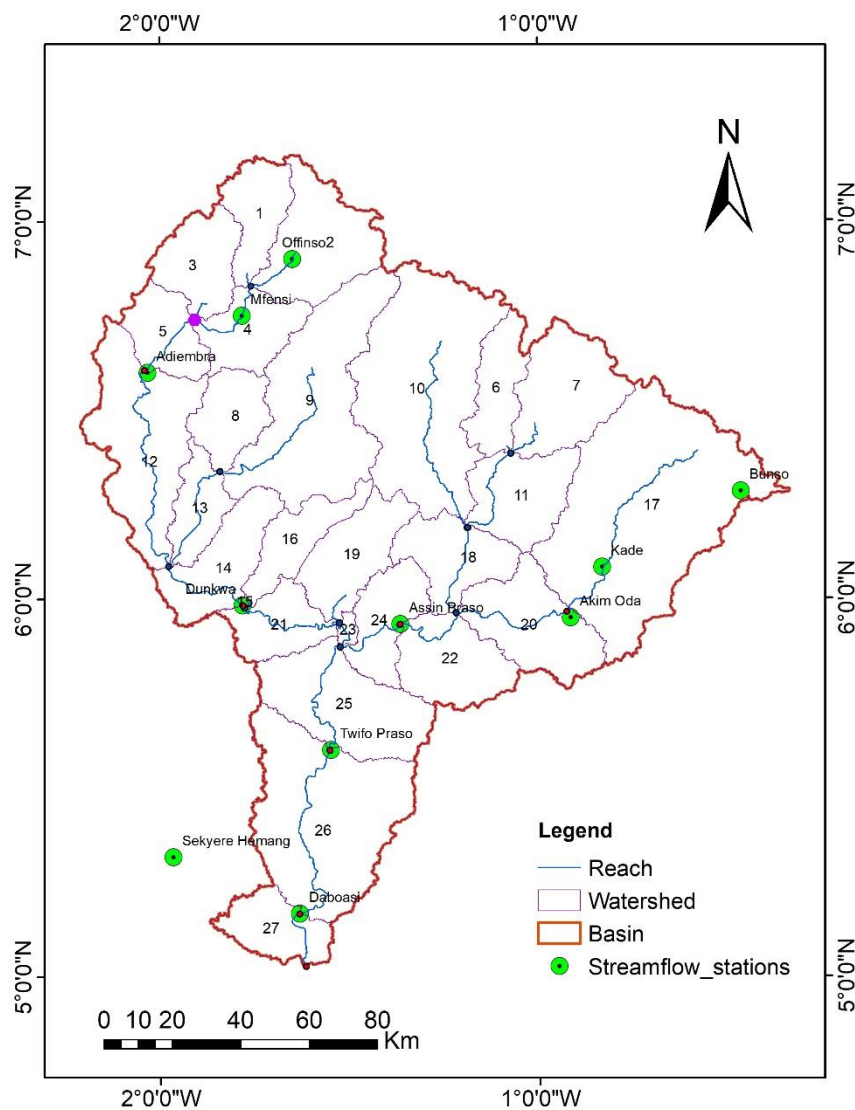 2°0'0"W 1°0'0"W
N
1
Offinso2
7°0'0"N 7°0'0"N
3
Mfensi
4
5
Adiembra
6
7
10
9
8
12
Bunso
11
17
13
16
19
18
Kade
14
Dunkwa
15
Akim Oda
6°0'0"N 6°0'0"N
Assin Praso
24
21
23
20
22
25
Twifo Praso
26
Sekyere Hemang
Daboasi
27
Legend
Reach
Watershed
Basin
Streamflow_stations
5°0'0"N 5°0'0"N
0 10 20 40 60 80
Km
2°0'0"W 1°0'0"W